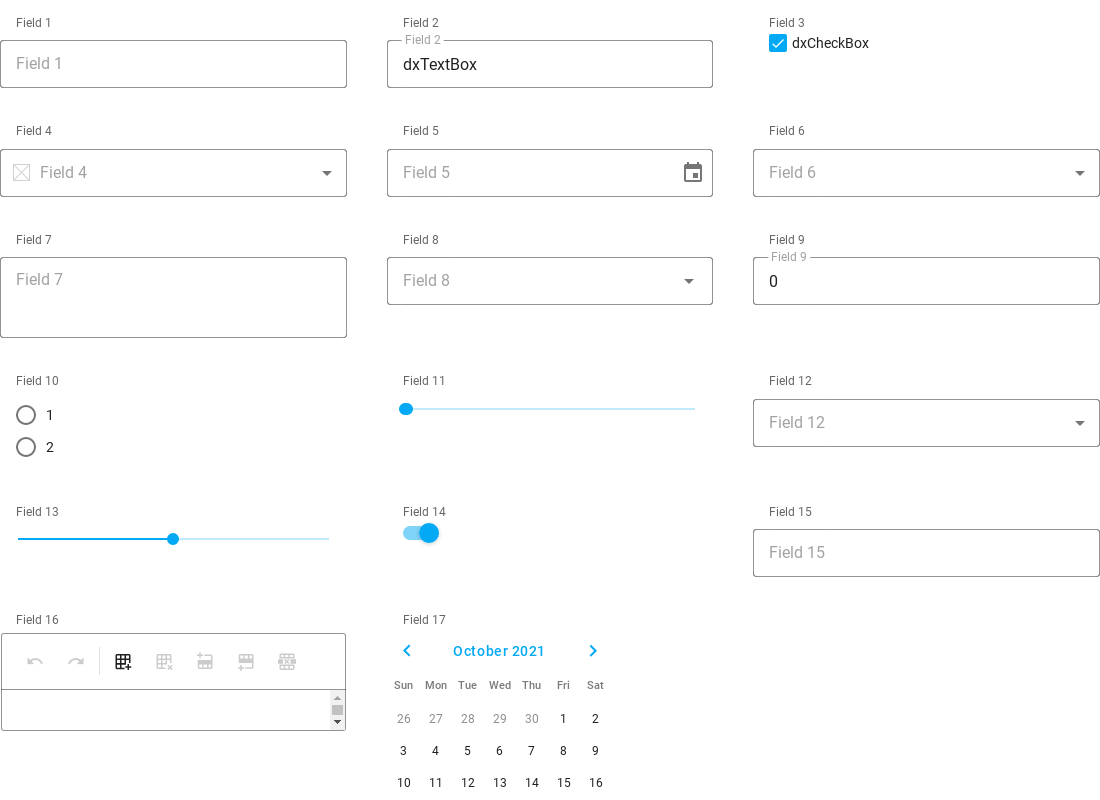 Field 1
Field 2
Field 3
Field 1
Field 2
dxTextBox
dxCheckBox
Field 4
Field 5
Field 6
Field 4
Field 5
Field 6
Field 7
Field 8
Field 9
Field 7
Field 8
Field 9
0
Field 10
Field 11
Field 12
1
2
Field 12
Field 13
Field 14
Field 15
Field 15
Field 16
Field 17
October 2021
Sun Mon Tue Wed Thu Fri Sat
26 27 28 29 30 1 2
3 4 5 6 7 8 9
10 11 12 13 14 15 16